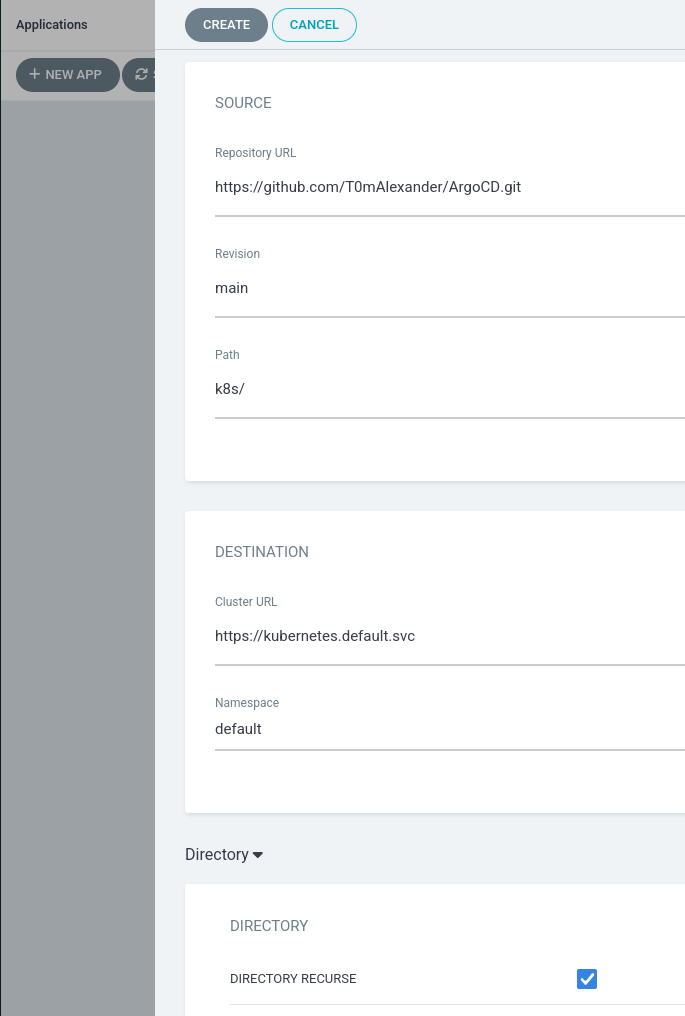 Applications
CREATE
CANCEL
NEW APP
SOURCE
Repository URL
https://github.com/T0mAlexander/ArgoCD.git
Revision
main
Path
k8s/
DESTINATION
Cluster URL
https://kubernetes.default.svc
Namespace
default
Directory
DIRECTORY
DIRECTORY RECURSE